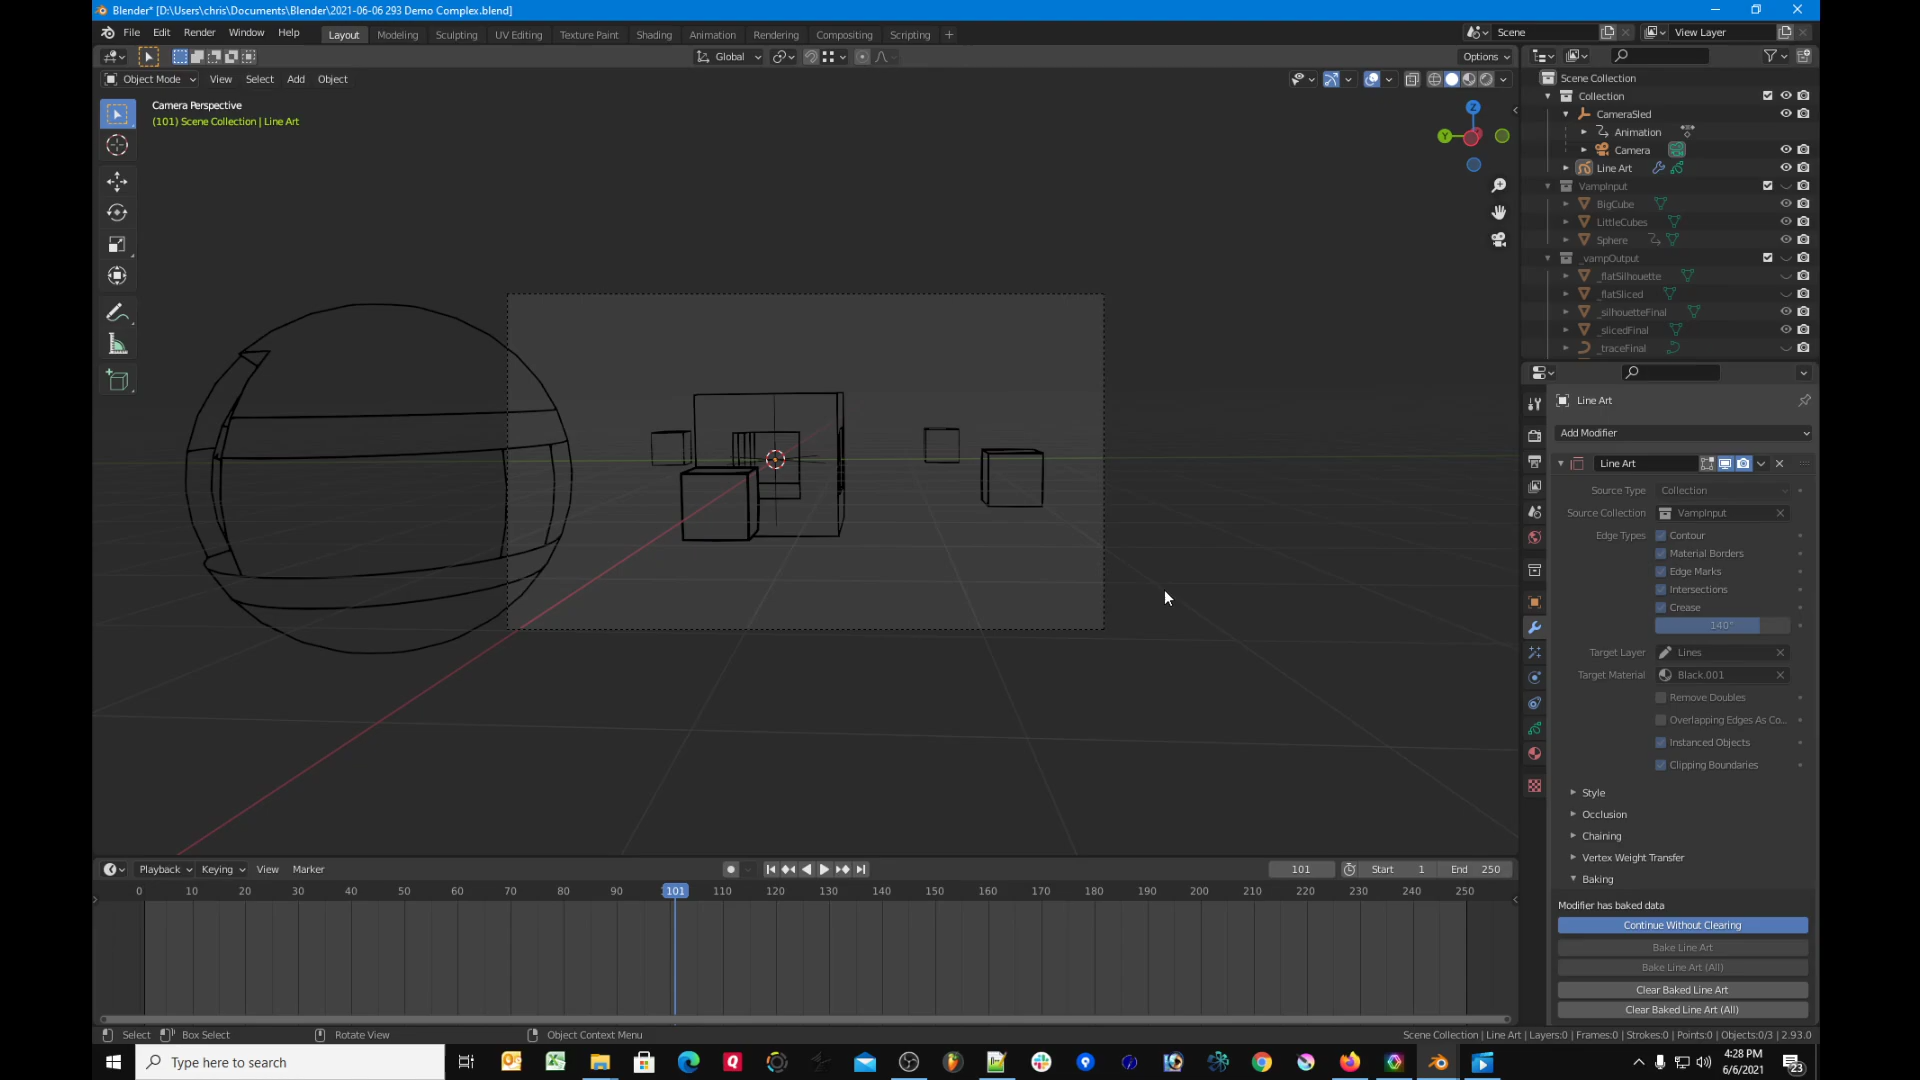 Blender* [D:\Users\chris\Documents\Blender\2021-06-06 293 Demo Complex.blend]
File Edit Render Window Help Layout Modeling Sculpting UV Editing Texture Paint Shading Animation Rendering Compositing Scripting + Scene View Layer
Global Options
Object Mode View Select Add Object
Camera Perspective
(101) Scene Collection | Line Art
Z
Y
Scene Collection
Collection
CameraSled
Animation
Camera
Line Art
VampInput
BigCube
LittleCubes
Sphere
_vampOutput
_flatSilhouette
_flatSliced
_silhouetteFinal
_slicedFinal
_traceFinal
Line Art
Add Modifier
Line Art
Source Type Collection
Source Collection VampInput
Edge Types Contour
Material Borders
Edge Marks
Intersections
Crease
140°
Target Layer Lines
Target Material Black.001
Remove Doubles
Overlapping Edges As Co...
Instanced Objects
Clipping Boundaries
Style
Occlusion
Chaining
Vertex Weight Transfer
Baking
Modifier has baked data
Continue Without Clearing
Bake Line Art
Bake Line Art (All)
Clear Baked Line Art
Clear Baked Line Art (All)
Playback Keying View Marker 101 Start 1 End 250
0 10 20 30 40 50 60 70 80 90 101 110 120 130 140 150 160 170 180 190 200 210 220 230 240 250
Select Box Select Rotate View Object Context Menu Scene Collection | Line Art | Layers:0 | Frames:0 | Strokes:0 | Points:0 | Objects:0/3 | 2.93.0
Type here to search
4:28 PM
6/6/2021
23